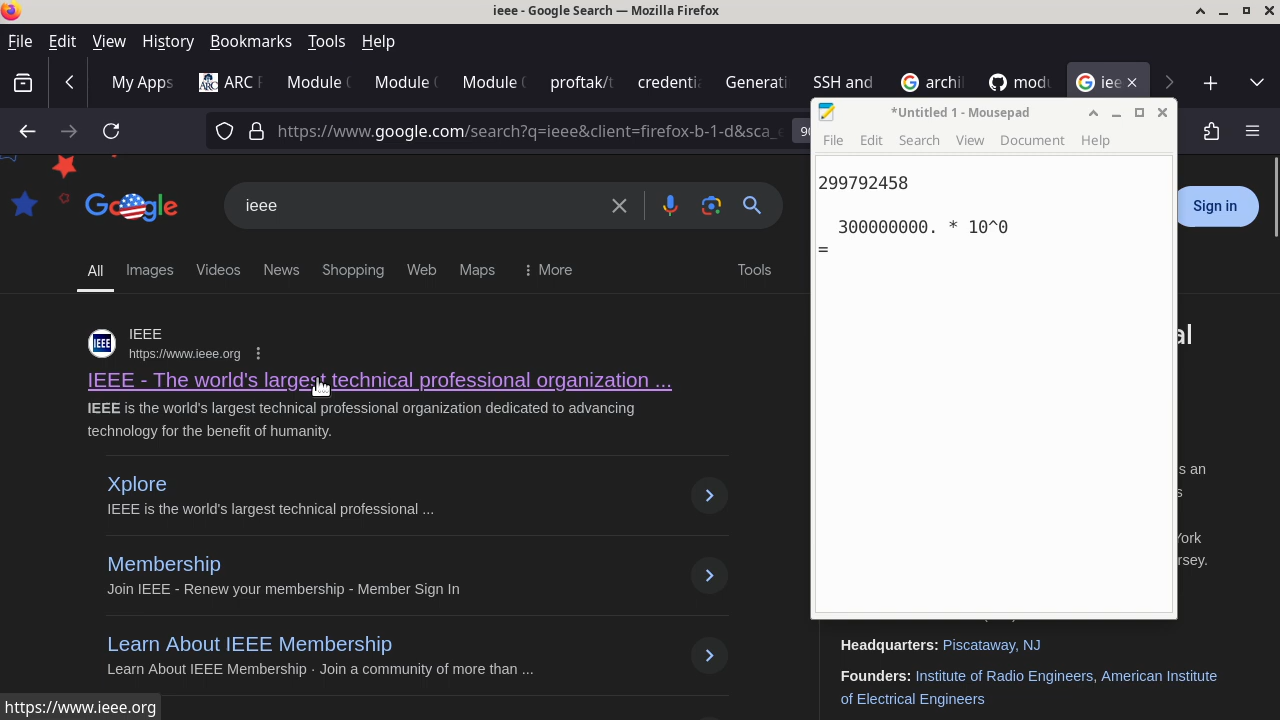 ieee - Google Search — Mozilla Firefox
File Edit View History Bookmarks Tools Help
My Apps ARC Module Module Module proftak/t credentia Generati SSH and archi modu iee
https://www.google.com/search?q=ieee&client=firefox-b-1-d&sca_e
*Untitled 1 - Mousepad
File Edit Search View Document Help
299792458
300000000. * 10^0
=
Google
ieee
Sign in
All Images Videos News Shopping Web Maps More Tools
IEEE
IEEE
https://www.ieee.org
IEEE - The world's largest technical professional organization ...
IEEE is the world's largest technical professional organization dedicated to advancing
technology for the benefit of humanity.
Xplore
IEEE is the world's largest technical professional ...
Membership
Join IEEE - Renew your membership - Member Sign In
Learn About IEEE Membership
Learn About IEEE Membership · Join a community of more than ...
s an
Headquarters: Piscataway, NJ
Founders: Institute of Radio Engineers, American Institute
of Electrical Engineers
https://www.ieee.org